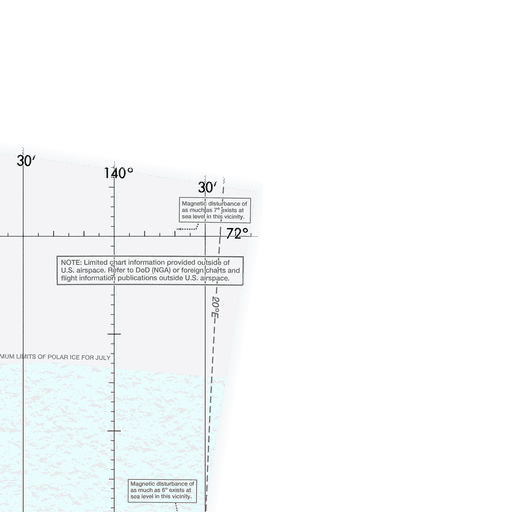 30'
140°
30'
Magnetic disturbance of
as much as 7° exists at
sea level in this vicinity.
72°
NOTE: Limited chart information provided outside of
U.S. airspace. Refer to DoD (NGA) or foreign charts and
flight information publications outside U.S. airspace.
20°E
LIMITS OF POLAR ICE FOR JULY
Magnetic disturbance of
as much as 6° exists at
sea level in this vicinity.